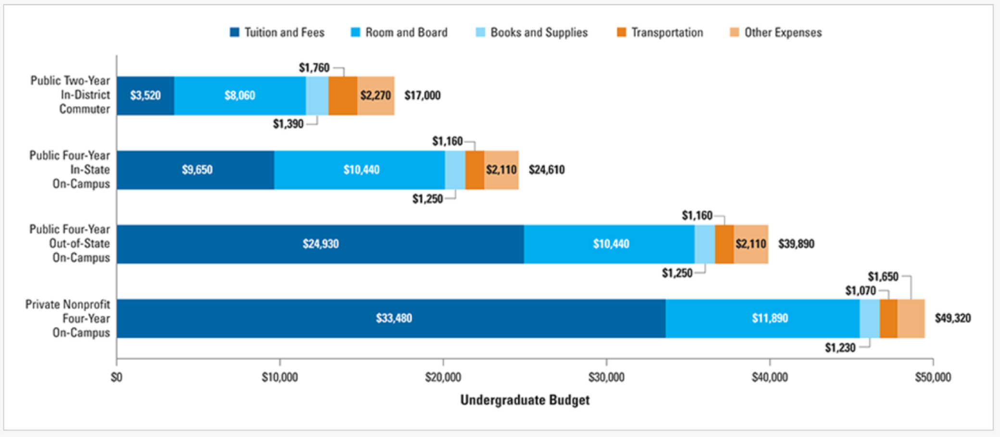 Tuition and Fees Room and Board Books and Supplies Transportation Other Expenses
$1,760
Public Two-Year
In-District
Commuter
$3,520 $8,060 $2,270 $17,000
$1,390
$1,160
Public Four-Year
In-State
On-Campus
$9,650 $10,440 $2,110 $24,610
$1,250
$1,160
Public Four-Year
Out-of-State
On-Campus
$24,930 $10,440 $2,110 $39,890
$1,250
$1,650
$1,070
Private Nonprofit
Four-Year
On-Campus
$33,480 $11,890 $49,320
$1,230
$0 $10,000 $20,000 $30,000 $40,000 $50,000
Undergraduate Budget